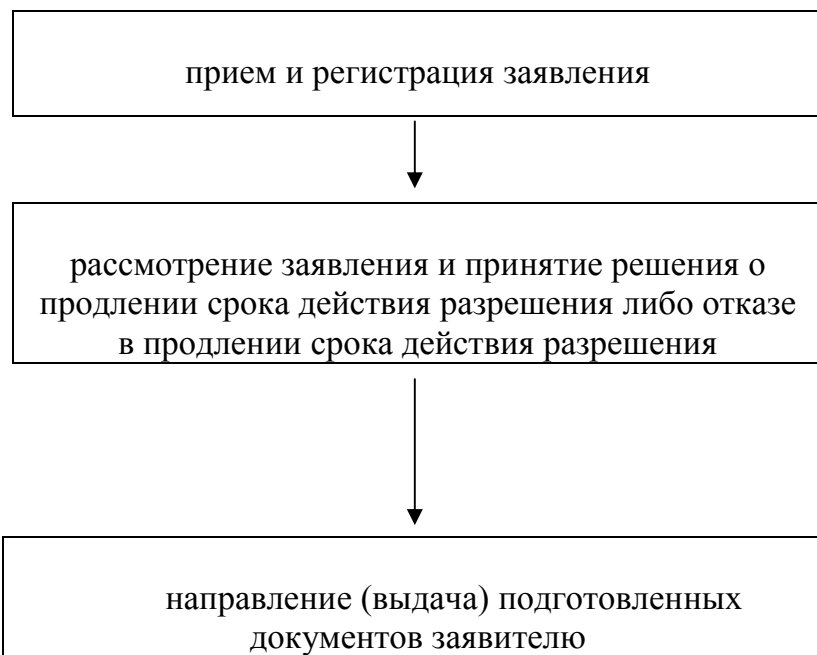 прием и регистрация заявления
рассмотрение заявления и принятие решения о
продлении срока действия разрешения либо отказе
в продлении срока действия разрешения
направление (выдача) подготовленных
документов заявителю